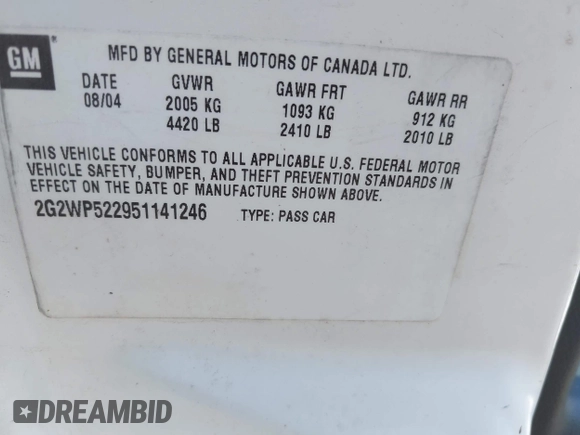 GM
MFD BY GENERAL MOTORS OF CANADA LTD.
DATE GVWR GAWR FRT GAWR RR
08/04 2005 KG 1093 KG 912 KG
4420 LB 2410 LB 2010 LB
THIS VEHICLE CONFORMS TO ALL APPLICABLE U.S. FEDERAL MOTOR
VEHICLE SAFETY, BUMPER, AND THEFT PREVENTION STANDARDS IN
EFFECT ON THE DATE OF MANUFACTURE SHOWN ABOVE.
2G2WP522951141246 TYPE: PASS CAR
DREAMBID